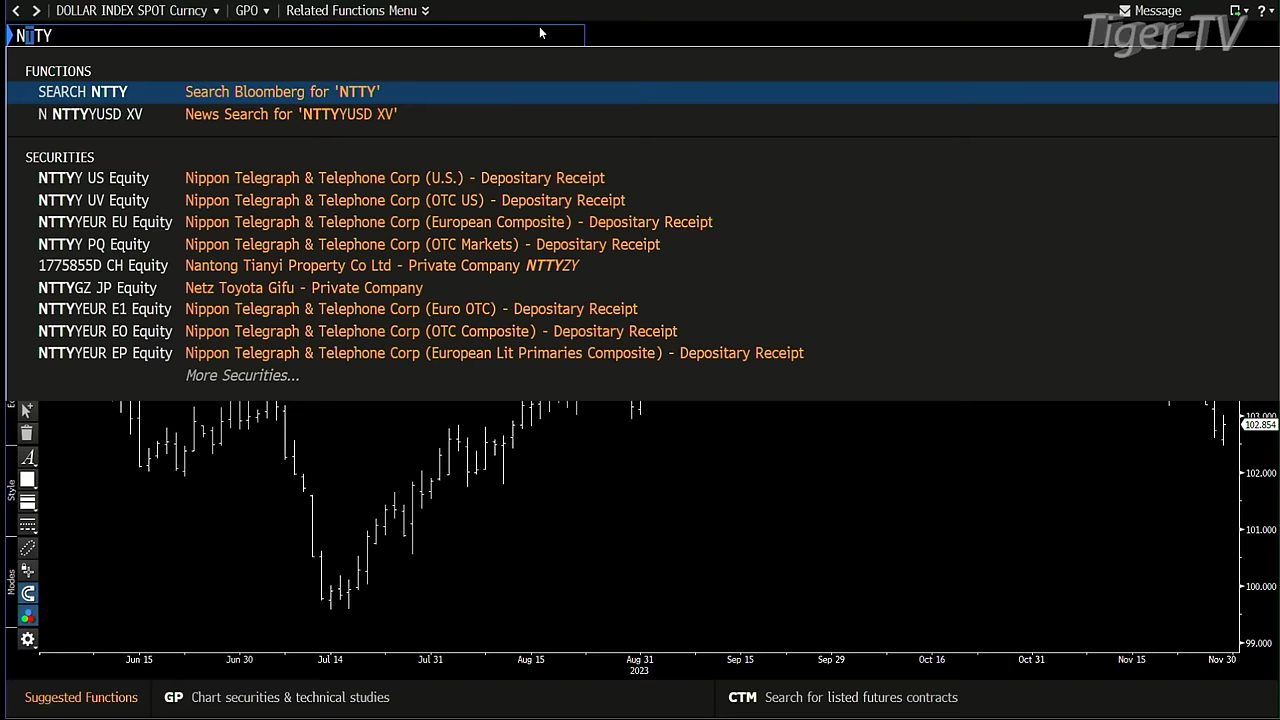 DOLLAR INDEX SPOT Curncy GPO Related Functions Menu
Message ?
Tiger-TV
NTTY
FUNCTIONS
SEARCH NTTY Search Bloomberg for 'NTTY'
N NTTYYUSD XV News Search for 'NTTYYUSD XV'
SECURITIES
NTTYY US Equity Nippon Telegraph & Telephone Corp (U.S.) - Depositary Receipt
NTTYY UV Equity Nippon Telegraph & Telephone Corp (OTC US) - Depositary Receipt
NTTYYEUR EU Equity Nippon Telegraph & Telephone Corp (European Composite) - Depositary Receipt
NTTYY PQ Equity Nippon Telegraph & Telephone Corp (OTC Markets) - Depositary Receipt
1775855D CH Equity Nantong Tianyi Property Co Ltd - Private Company NTTYZY
NTTYGZ JP Equity Netz Toyota Gifu - Private Company
NTTYYEUR E1 Equity Nippon Telegraph & Telephone Corp (Euro OTC) - Depositary Receipt
NTTYYEUR EO Equity Nippon Telegraph & Telephone Corp (OTC Composite) - Depositary Receipt
NTTYYEUR EP Equity Nippon Telegraph & Telephone Corp (European Lit Primaries Composite) - Depositary Receipt
More Securities...
103.000
102.854
A
102.000
Style
101.000
Modes
100.000
99.000
Jun 15 Jun 30 Jul 14 Jul 31 Aug 15 Aug 31 Sep 15 Sep 29 Oct 16 Oct 31 Nov 15 Nov 30
2023
Suggested Functions GP Chart securities & technical studies CTM Search for listed futures contracts